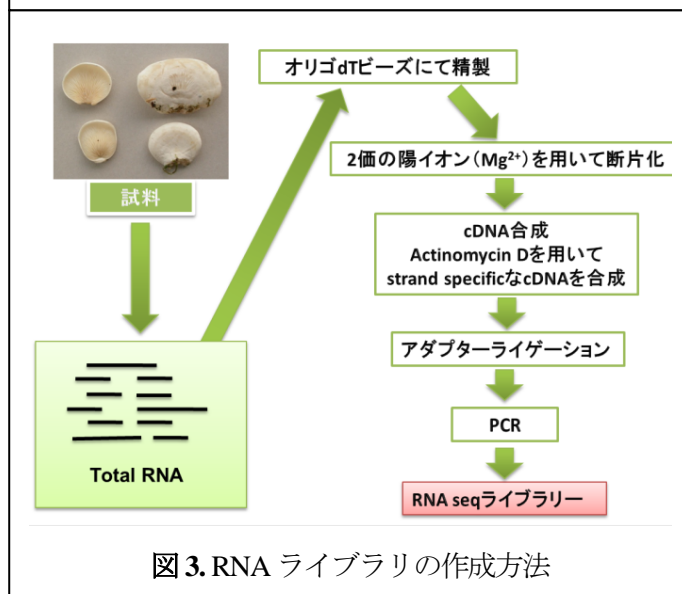 試料
Total RNA
オリゴdTビーズにて精製
2価の陽イオン（Mg²⁺）を用いて断片化
cDNA合成
Actinomycin Dを用いて
strand specificなcDNAを合成
アダプターライゲーション
PCR
RNA seqライブラリー
図 3. RNA ライブラリの作成方法